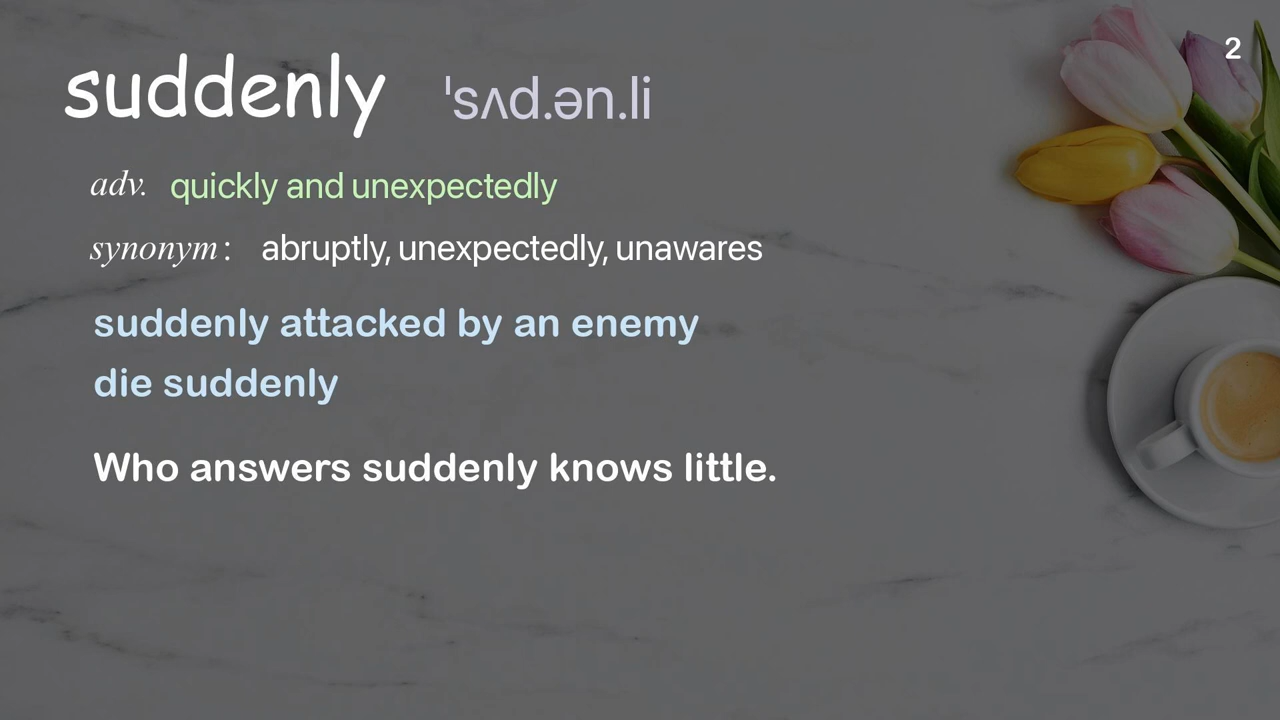 2
suddenly ˈsʌd.ən.li
adv. quickly and unexpectedly
synonym: abruptly, unexpectedly, unawares
suddenly attacked by an enemy
die suddenly
Who answers suddenly knows little.